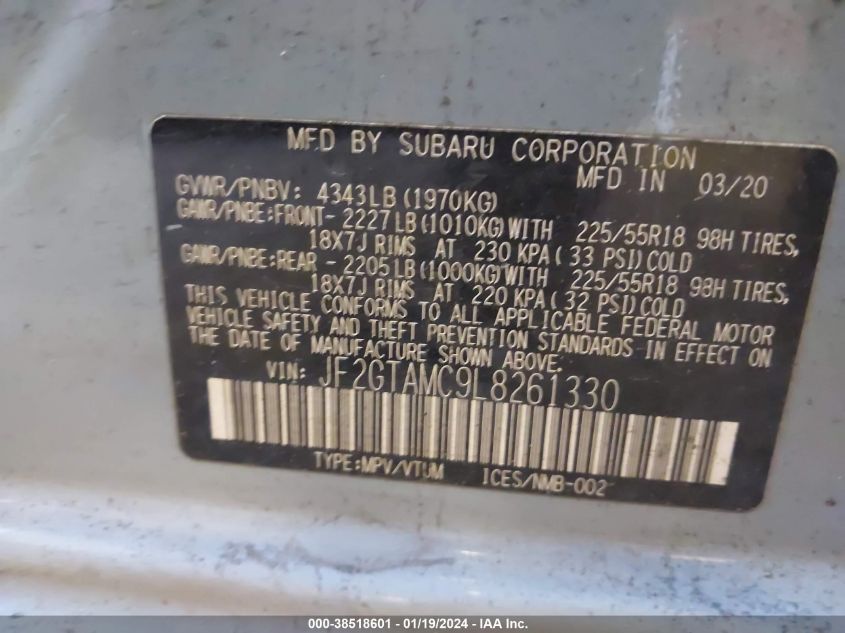 MFD BY SUBARU CORPORATION
MFD IN 03/20
GVWR/PNBV: 4343LB (1970KG)
GAWR/PNBE:FRONT- 2227LB(1010KG)WITH 225/55R18 98H TIRES,
18X7J RIMS AT 230 KPA( 33 PSI)COLD
GAWR/PNBE:REAR - 2205LB(1000KG)WITH 225/55R18 98H TIRES,
18X7J RIMS AT 220 KPA( 32 PSI)COLD
THIS VEHICLE CONFORMS TO ALL APPLICABLE FEDERAL MOTOR
VEHICLE SAFETY AND THEFT PREVENTION STANDARDS IN EFFECT ON
THE DATE OF MANUFACTURE SHOWN ABOVE.
VIN: JF2GTAMC9L8261330
TYPE:MPV/VTUM ICES/NMB-002
000-38518601 - 01/19/2024 - IAA Inc.